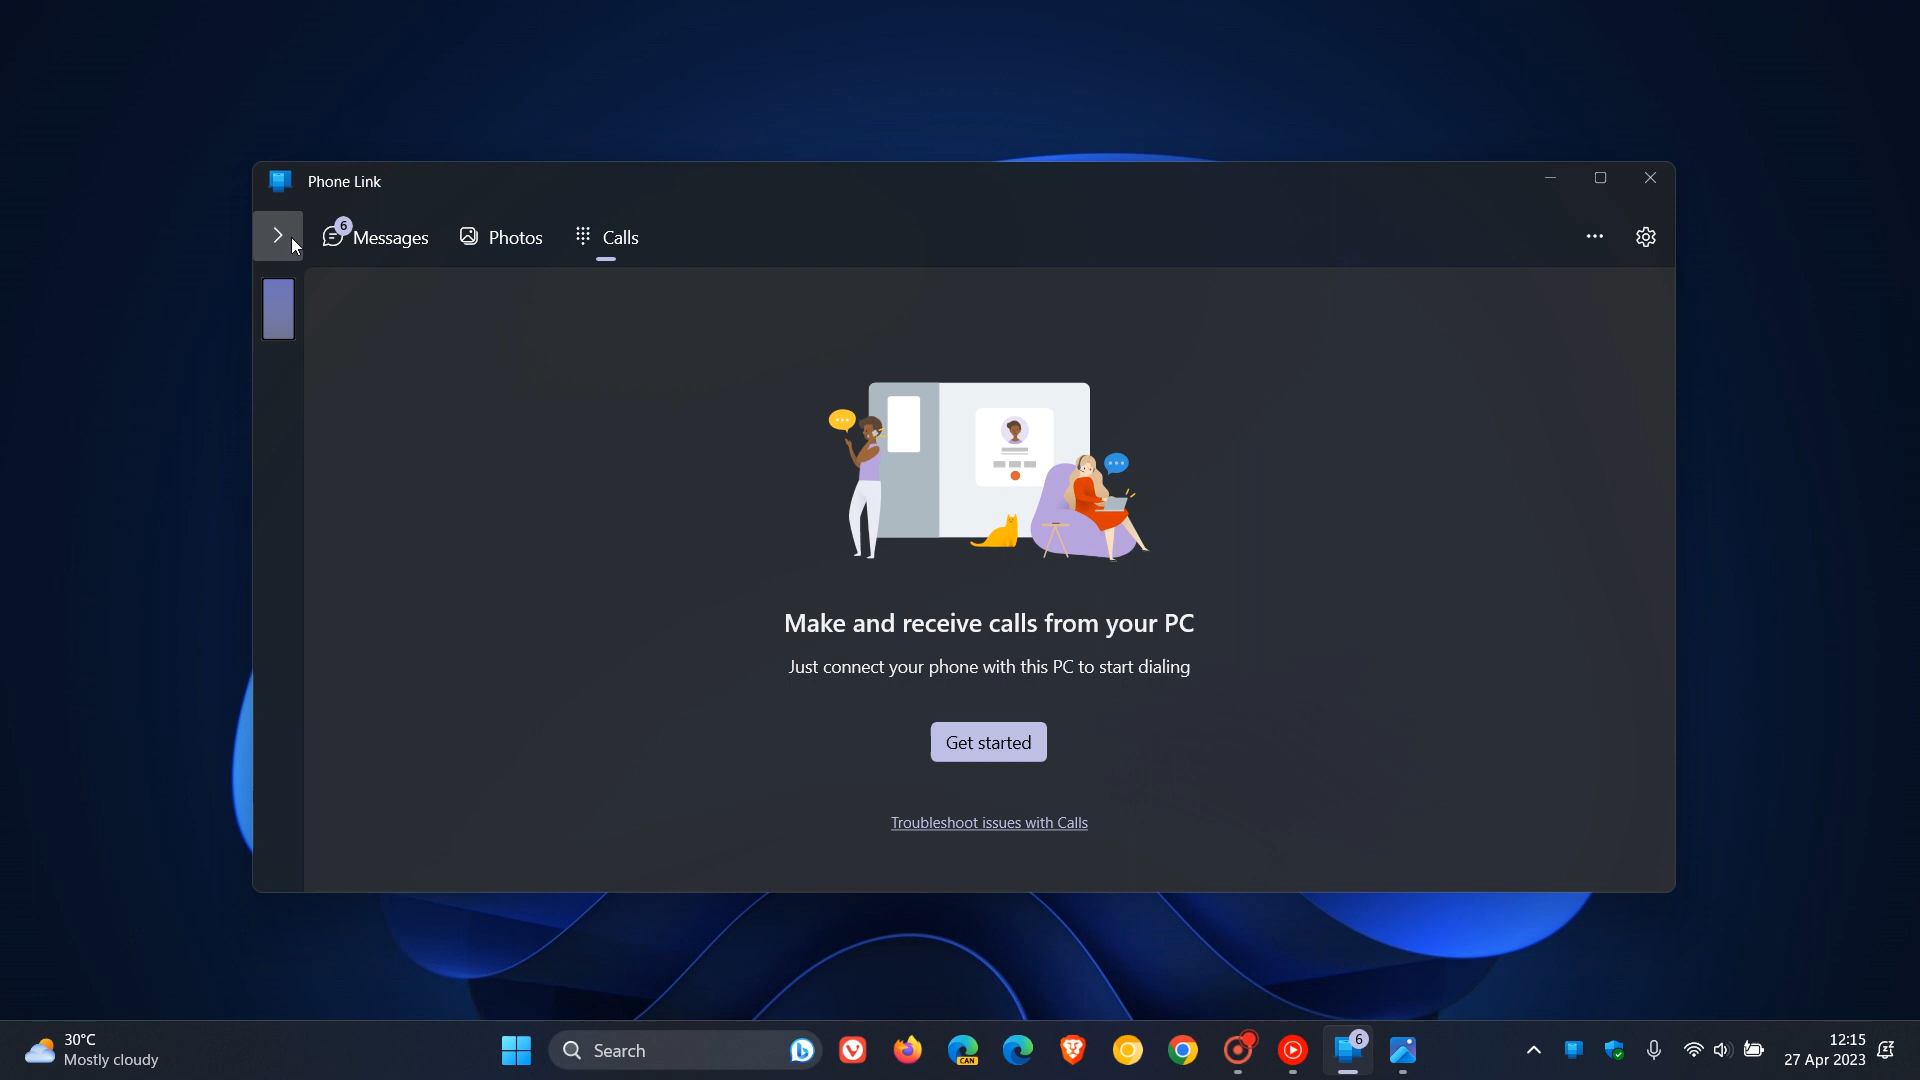 Phone Link
6
Messages
Photos
Calls
Make and receive calls from your PC
Just connect your phone with this PC to start dialing
Get started
Troubleshoot issues with Calls
30°C
Mostly cloudy
Search
CAN
6
12:15
27 Apr 2023